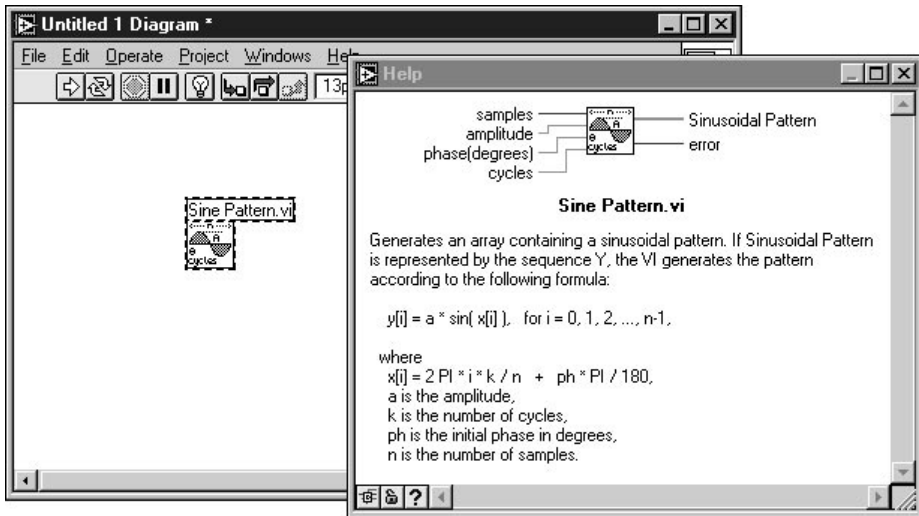 Untitled 1 Diagram *
File Edit Operate Project Windows Hel
13p
Sine Pattern.vi
n
A
θ
cycles
Help
samples
amplitude
phase(degrees)
cycles
n
A
θ
cycles
Sinusoidal Pattern
error
Sine Pattern.vi
Generates an array containing a sinusoidal pattern. If Sinusoidal Pattern
is represented by the sequence Y, the VI generates the pattern
according to the following formula:
y[i] = a * sin( x[i] ), for i = 0, 1, 2, ..., n-1,
where
x[i] = 2 PI * i * k / n + ph * PI / 180,
a is the amplitude,
k is the number of cycles,
ph is the initial phase in degrees,
n is the number of samples.
?